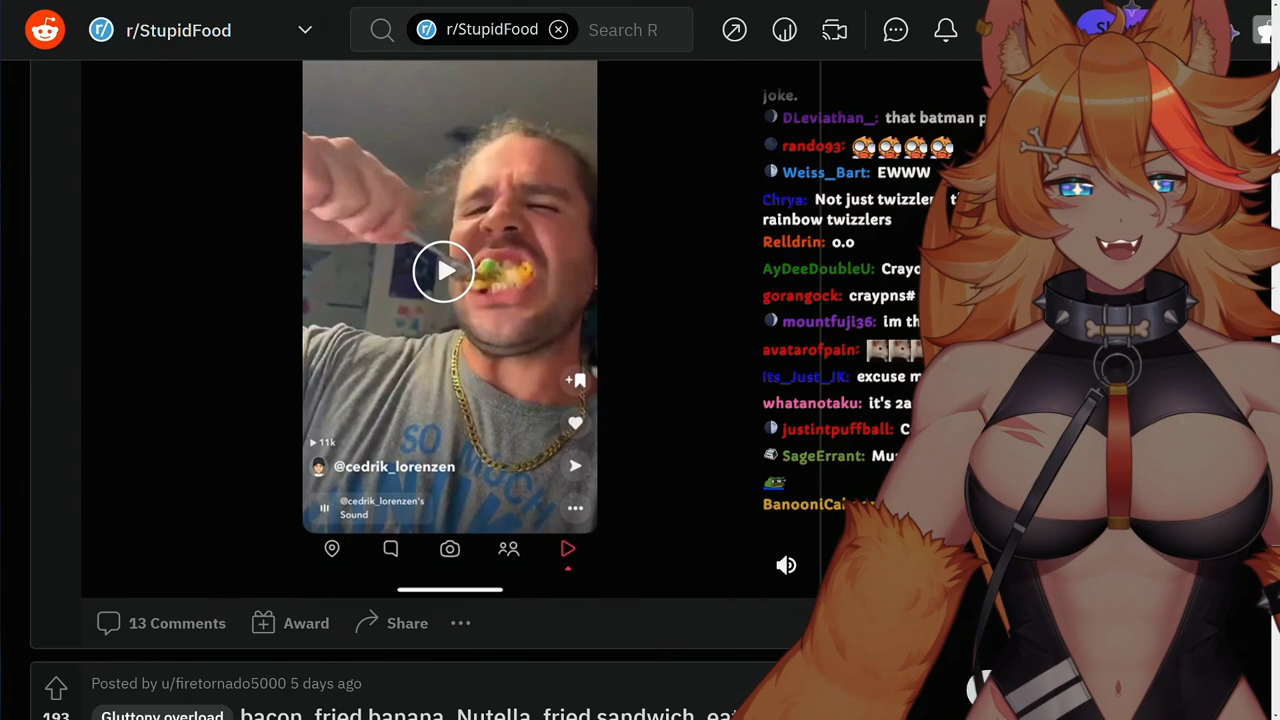 r/StupidFood
r/StupidFood
Search R
joke.
DLeviathan_: that batman p
rando93:
Weiss_Bart: EWWW
Chrya: Not just twizzler t
rainbow twizzlers
Relldrin: o.o
AyDeeDoubleU: Crayo
gorangock: craypns#
mountfuji36: im th
avatarofpain:
Its_Just_JK: excuse m
whatanotaku: it's 2a
justintpuffball: C
SageErrant: Mu
BanooniCa
SO
MUCH
11k
@cedrik_lorenzen
@cedrik_lorenzen's
Sound
13 Comments
Award
Share
Posted by u/firetornado5000 5 days ago
193
Gluttony overload
bacon, fried banana, Nutella, fried sandwich, eat